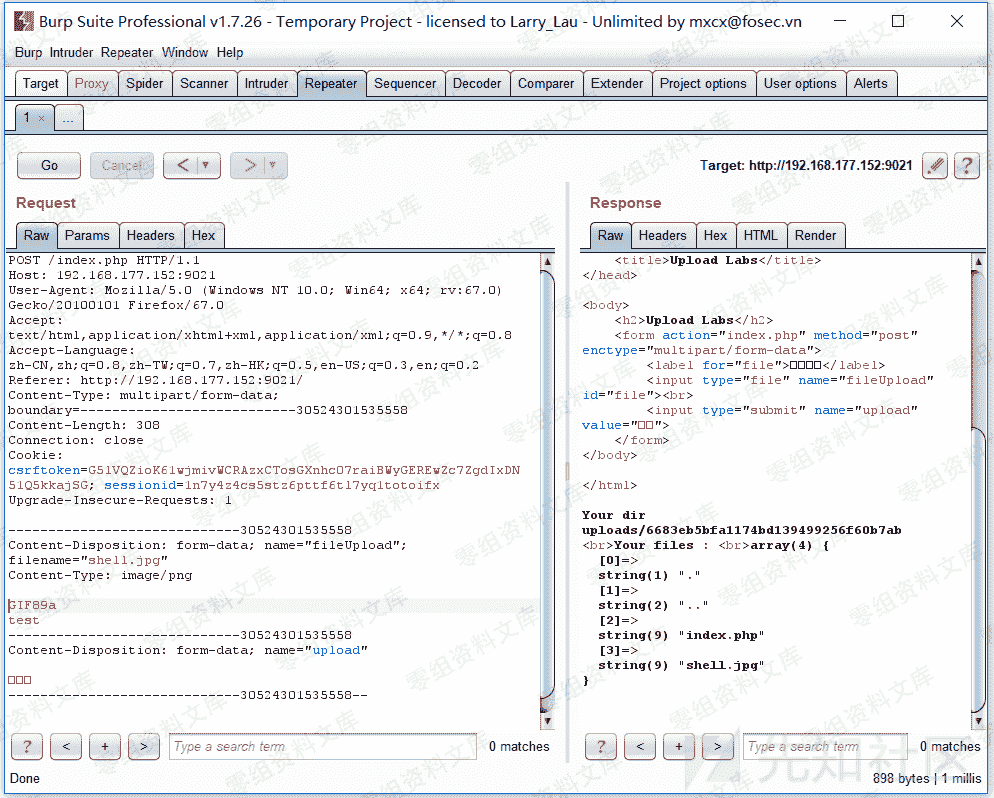 Burp Suite Professional v1.7.26 - Temporary Project - licensed to Larry_Lau - Unlimited by mxcx@fosec.vn
Burp Intruder Repeater Window Help
Target Proxy Spider Scanner Intruder Repeater Sequencer Decoder Comparer Extender Project options User options Alerts
1 × ...
Go Cancel < ▼ > ▼ Target: http://192.168.177.152:9021 ?
Request
Raw Params Headers Hex
POST /index.php HTTP/1.1
Host: 192.168.177.152:9021
User-Agent: Mozilla/5.0 (Windows NT 10.0; Win64; x64; rv:67.0)
Gecko/20100101 Firefox/67.0
Accept:
text/html,application/xhtml+xml,application/xml;q=0.9,*/*;q=0.8
Accept-Language:
zh-CN,zh;q=0.8,zh-TW;q=0.7,zh-HK;q=0.5,en-US;q=0.3,en;q=0.2
Referer: http://192.168.177.152:9021/
Content-Type: multipart/form-data;
boundary=---------------------------30524301535558
Content-Length: 308
Connection: close
Cookie:
Upgrade-Insecure-Requests: 1
-----------------------------30524301535558
Content-Disposition: form-data; name="fileUpload";
filename="shell.jpg"
Content-Type: image/png
GIF89a
test
-----------------------------30524301535558
Content-Disposition: form-data; name="upload"
□□□
-----------------------------30524301535558--
? < + > Type a search term 0 matches
Response
Raw Headers Hex HTML Render
<title>Upload Labs</title>
</head>
<body>
<h2>Upload Labs</h2>
<form action="index.php" method="post"
enctype="multipart/form-data">
<label for="file">□□□□</label>
<input type="file" name="fileUpload"
id="file"><br>
<input type="submit" name="upload"
value="□□">
</form>
</body>
</html>
Your dir
uploads/6683eb5bfa1174bd139499256f60b7ab
<br>Your files : <br>array(4) {
[0]=>
string(1) "."
[1]=>
string(2) ".."
[2]=>
string(9) "index.php"
[3]=>
string(9) "shell.jpg"
}
? < + > Type a search term 0 matches
Done
898 bytes | 1 millis
零组资料文库
先知社区